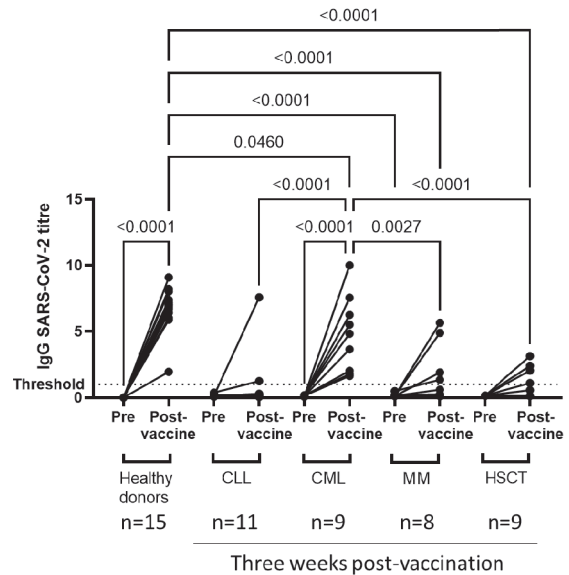 <0.0001
<0.0001
<0.0001
0.0460
<0.0001 <0.0001
<0.0001 <0.0001 0.0027
IgG SARS-CoV-2 titre
15
10
5
Threshold
0
Pre Post-vaccine Pre Post-vaccine Pre Post-vaccine Pre Post-vaccine Pre Post-vaccine
Healthy donors CLL CML MM HSCT
n=15 n=11 n=9 n=8 n=9
Three weeks post-vaccination